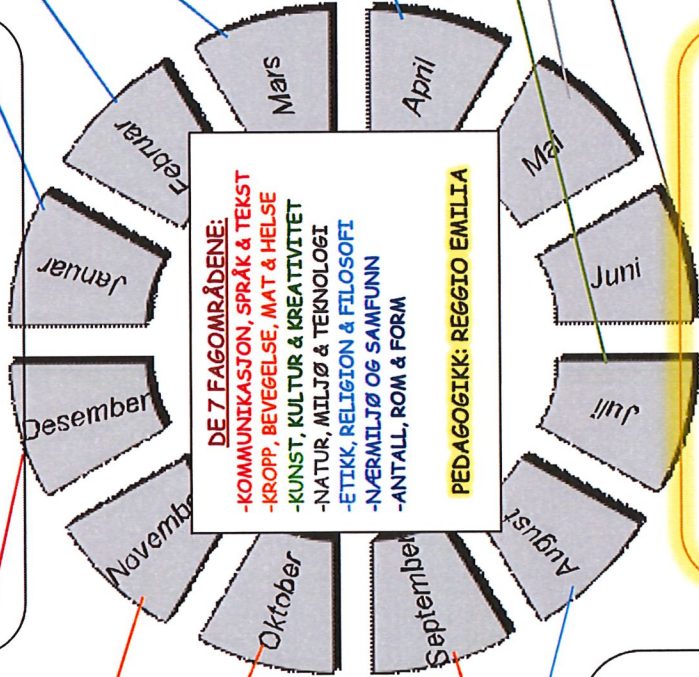 Januar
Februar
Mars
April
Mai
Juni
Juli
August
September
Oktober
Novembe
Desember
DE 7 FAGOMRÅDENE:
-KOMMUNIKASJON, SPRÅK & TEKST
-KROPP, BEVEGELSE, MAT & HELSE
-KUNST, KULTUR & KREATIVITET
-NATUR, MILJØ & TEKNOLOGI
-ETIKK, RELIGION & FILOSOFI
-NÆRMILJØ OG SAMFUNN
-ANTALL, ROM & FORM
PEDAGOGIKK: REGGIO EMILIA